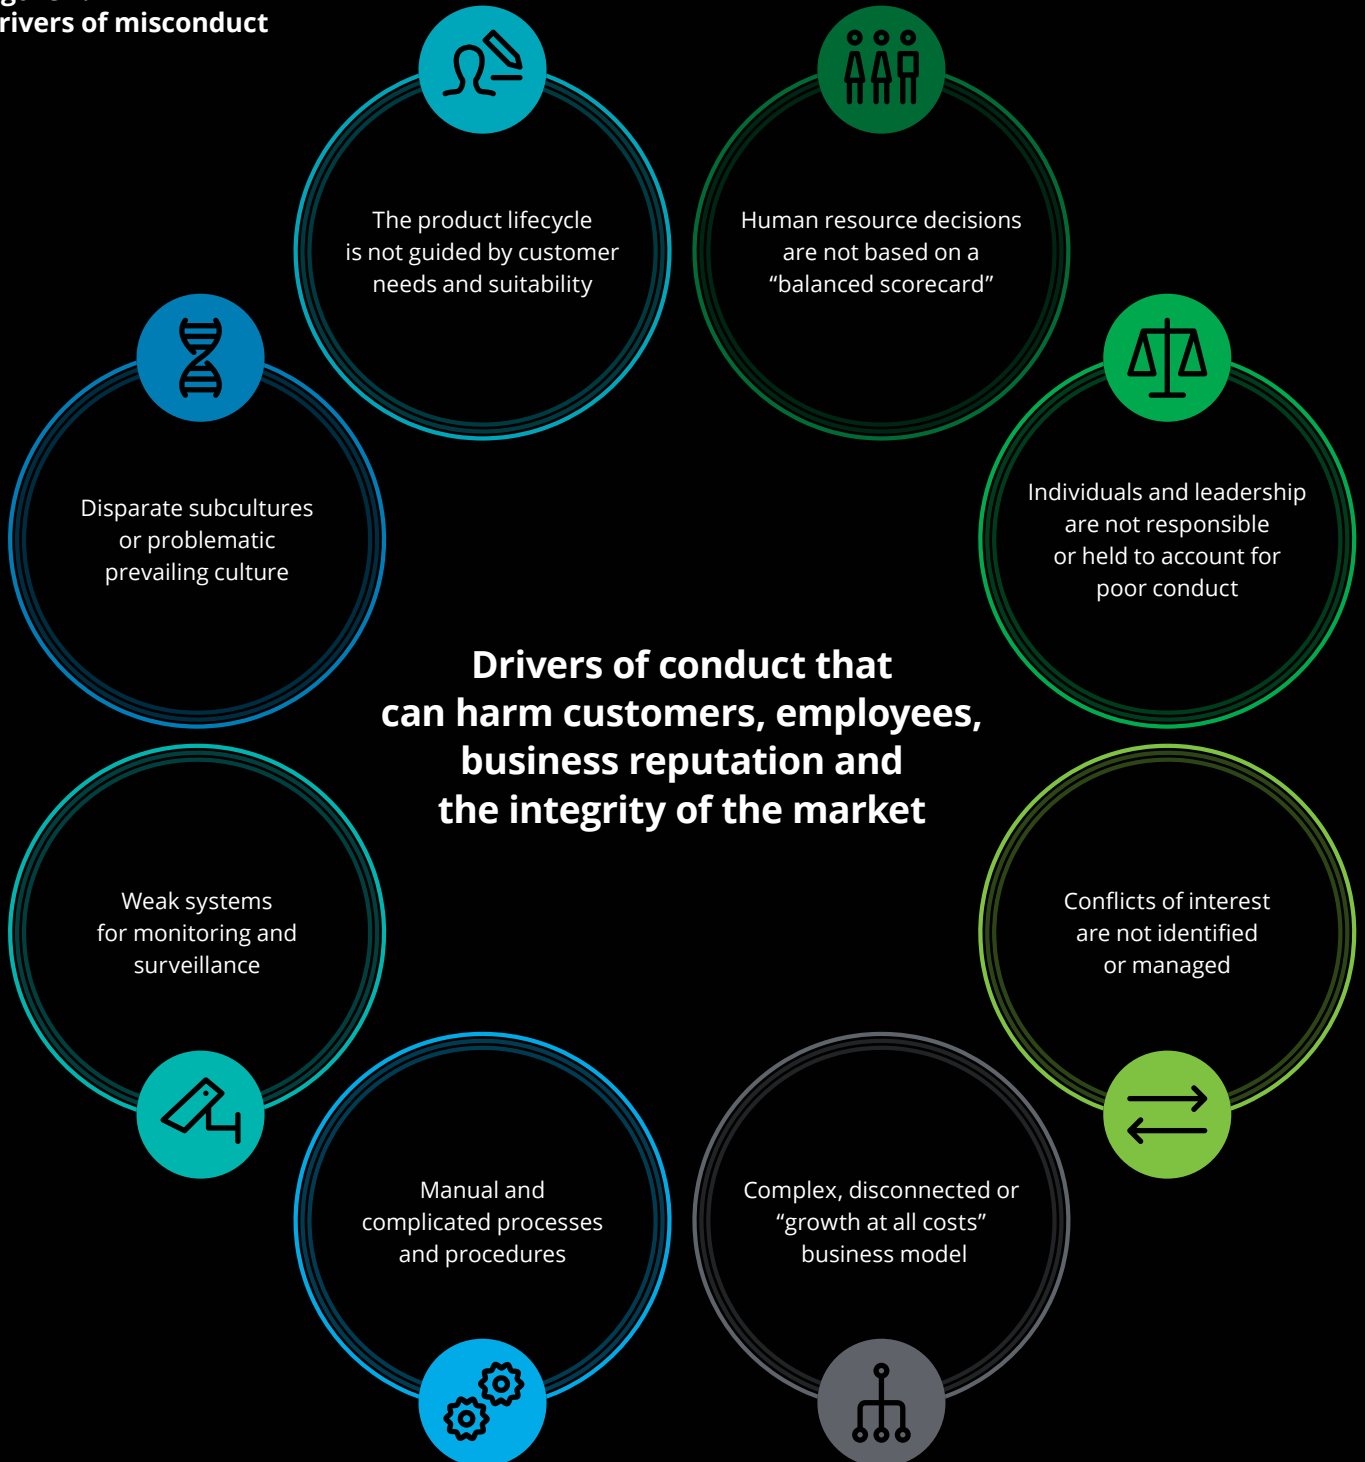 rivers of misconduct
The product lifecycle
is not guided by customer
needs and suitability
Human resource decisions
are not based on a
“balanced scorecard”
Disparate subcultures
or problematic
prevailing culture
Individuals and leadership
are not responsible
or held to account for
poor conduct
Drivers of conduct that
can harm customers, employees,
business reputation and
the integrity of the market
Weak systems
for monitoring and
surveillance
Conflicts of interest
are not identified
or managed
Manual and
complicated processes
and procedures
Complex, disconnected or
“growth at all costs”
business model